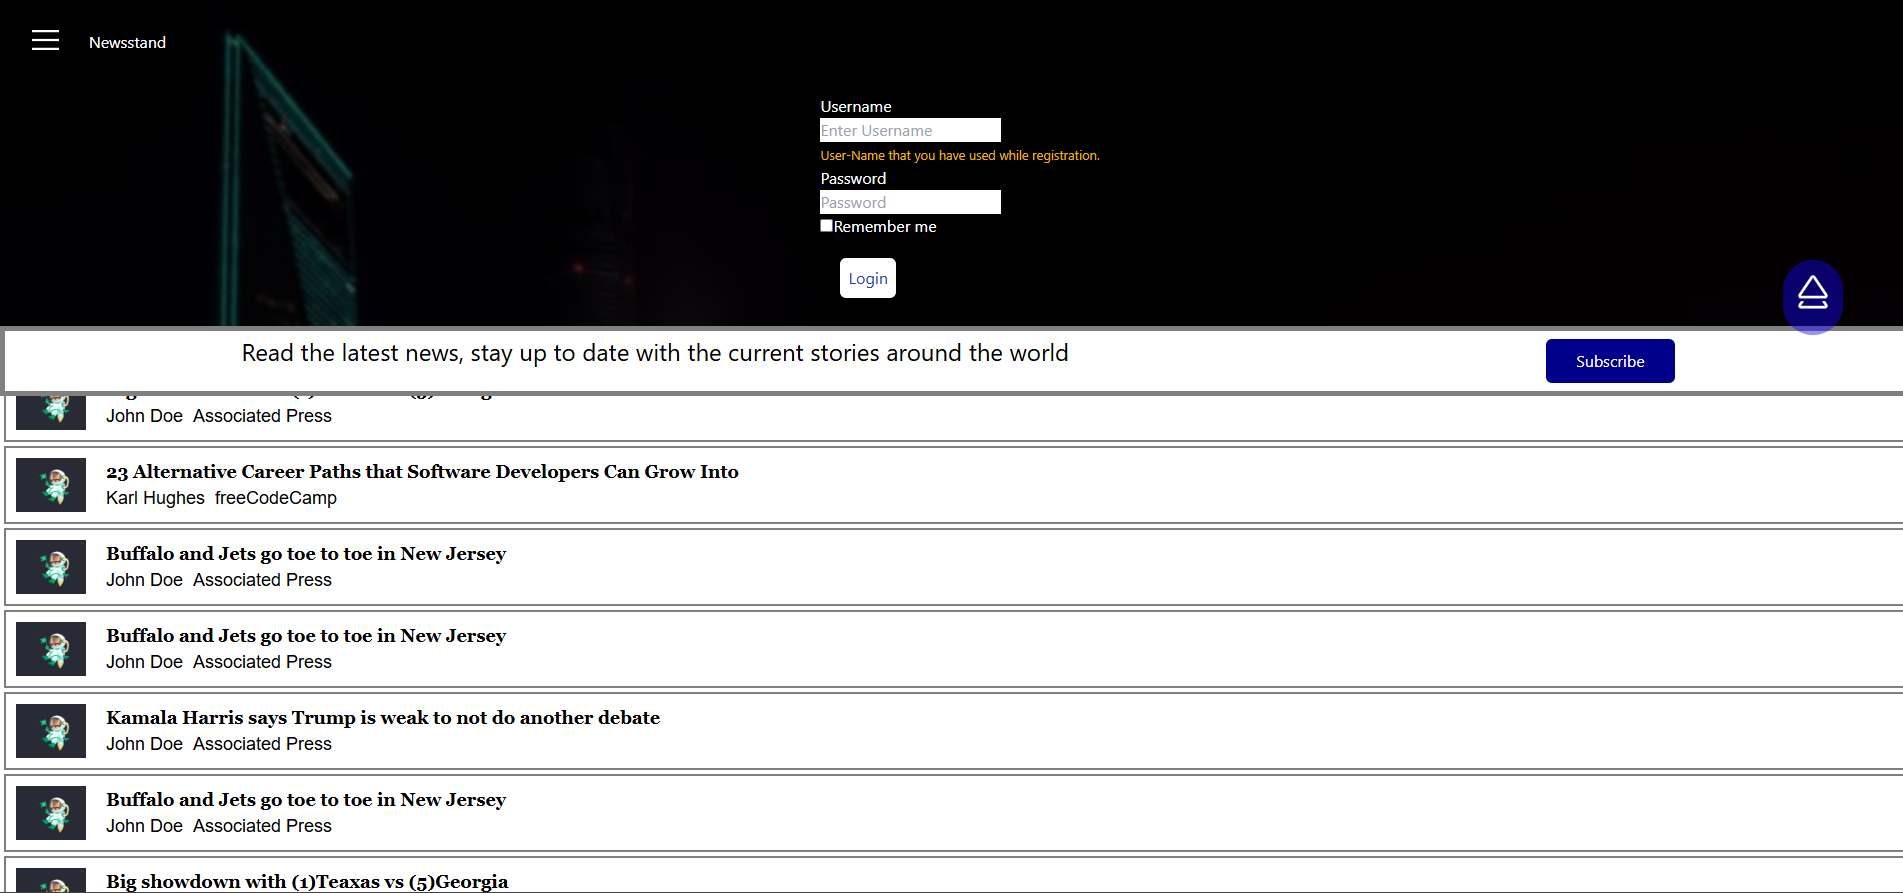 Newsstand
Username
Enter Username
User-Name that you have used while registration.
Password
Password
Remember me
Login
Read the latest news, stay up to date with the current stories around the world
Subscribe
John Doe Associated Press
23 Alternative Career Paths that Software Developers Can Grow Into
Karl Hughes freeCodeCamp
Buffalo and Jets go toe to toe in New Jersey
John Doe Associated Press
Buffalo and Jets go toe to toe in New Jersey
John Doe Associated Press
Kamala Harris says Trump is weak to not do another debate
John Doe Associated Press
Buffalo and Jets go toe to toe in New Jersey
John Doe Associated Press
Big showdown with (1)Teaxas vs (5)Georgia